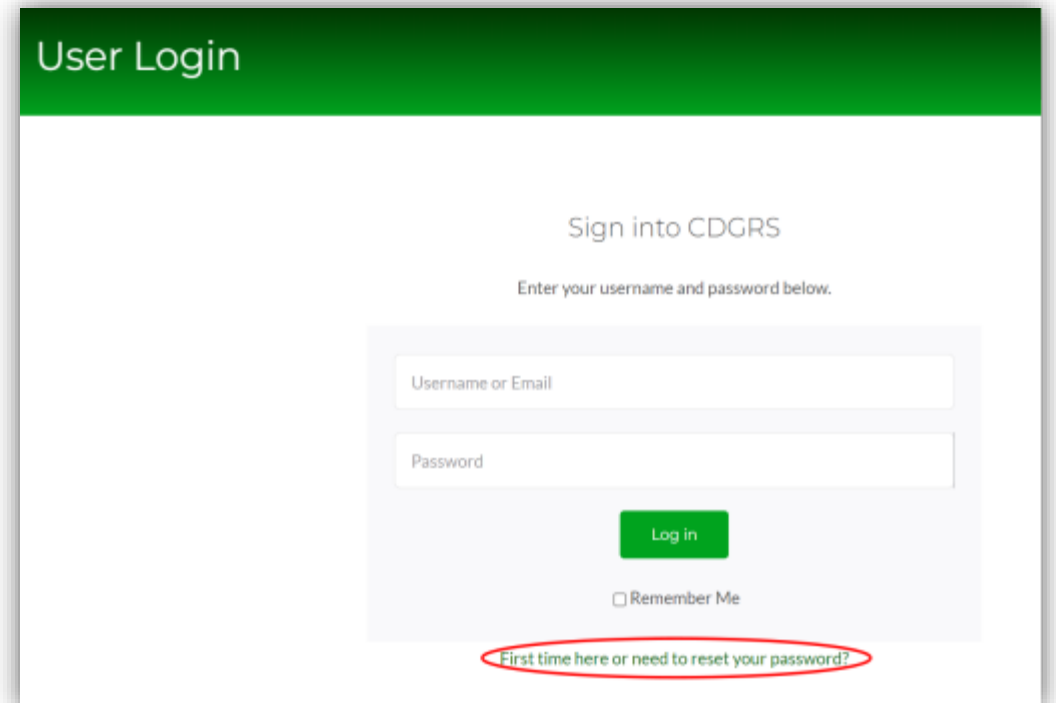 User Login
Sign into CDGRS
Enter your username and password below.
Username or Email
Password
Log in
Remember Me
First time here or need to reset your password?